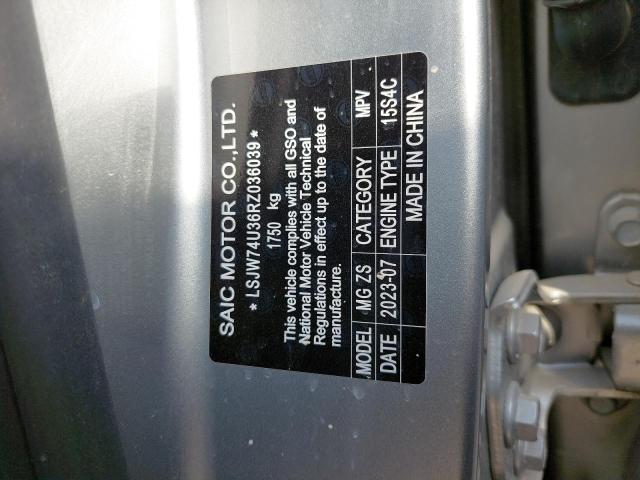 SAIC MOTOR CO.,LTD.
* LSJW74U36RZ036039 *
1750 kg
This vehicle complies with all GSO and
National Motor Vehicle Technical
Regulations in effect up to the date of
manufacture.
MODEL MG ZS CATEGORY MPV
DATE 2023-07 ENGINE TYPE 15S4C
MADE IN CHINA